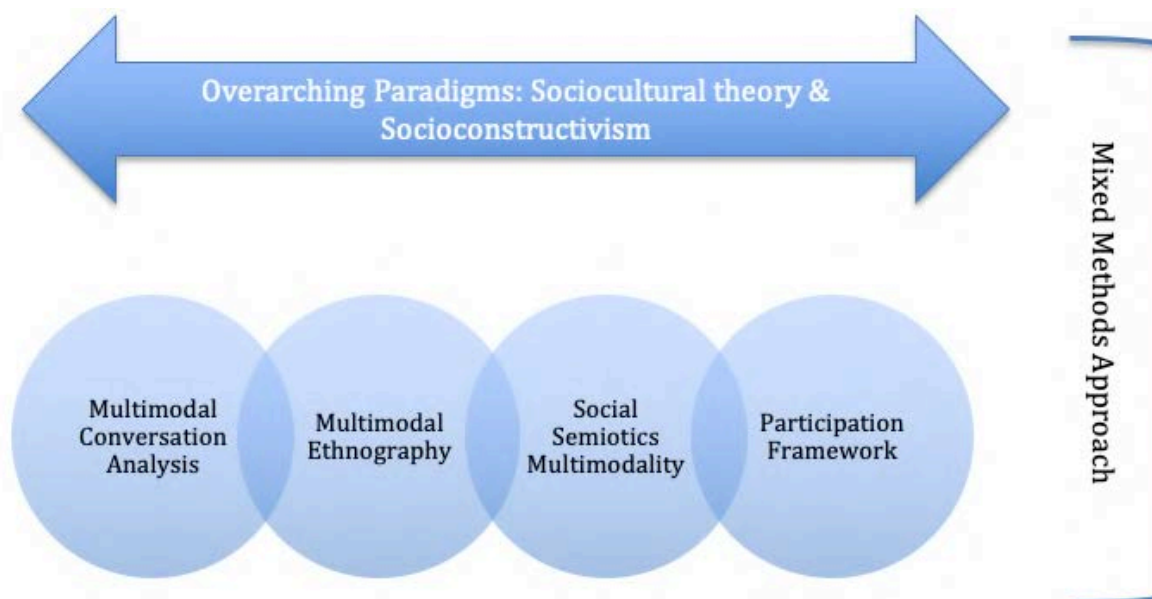 Overarching Paradigms: Sociocultural theory &
Socioconstructivism
Multimodal
Conversation
Analysis
Multimodal
Ethnography
Social
Semiotics
Multimodality
Participation
Framework
Mixed Methods Approach